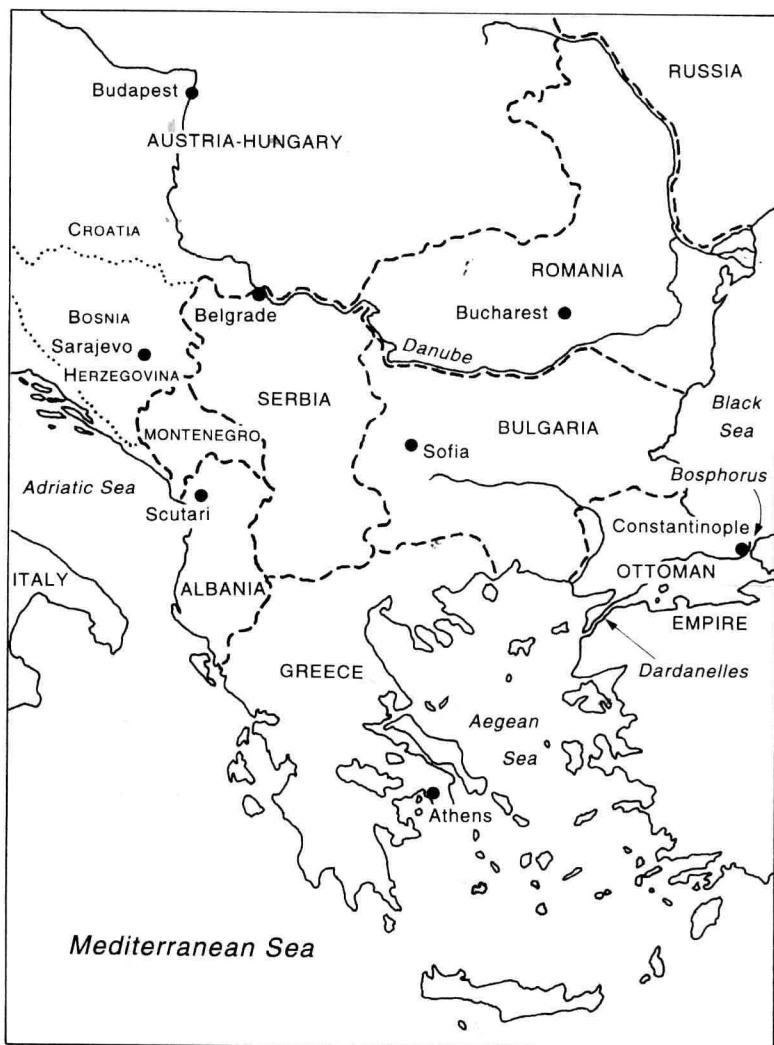 RUSSIA
Budapest
AUSTRIA-HUNGARY
CROATIA
ROMANIA
BOSNIA
Belgrade
Bucharest
Sarajevo
Danube
HERZEGOVINA
SERBIA
Black
Sea
MONTENEGRO
BULGARIA
Sofia
Bosphorus
Adriatic Sea
Scutari
Constantinople
ITALY
ALBANIA
OTTOMAN
EMPIRE
GREECE
Dardanelles
Aegean
Sea
Athens
Mediterranean Sea